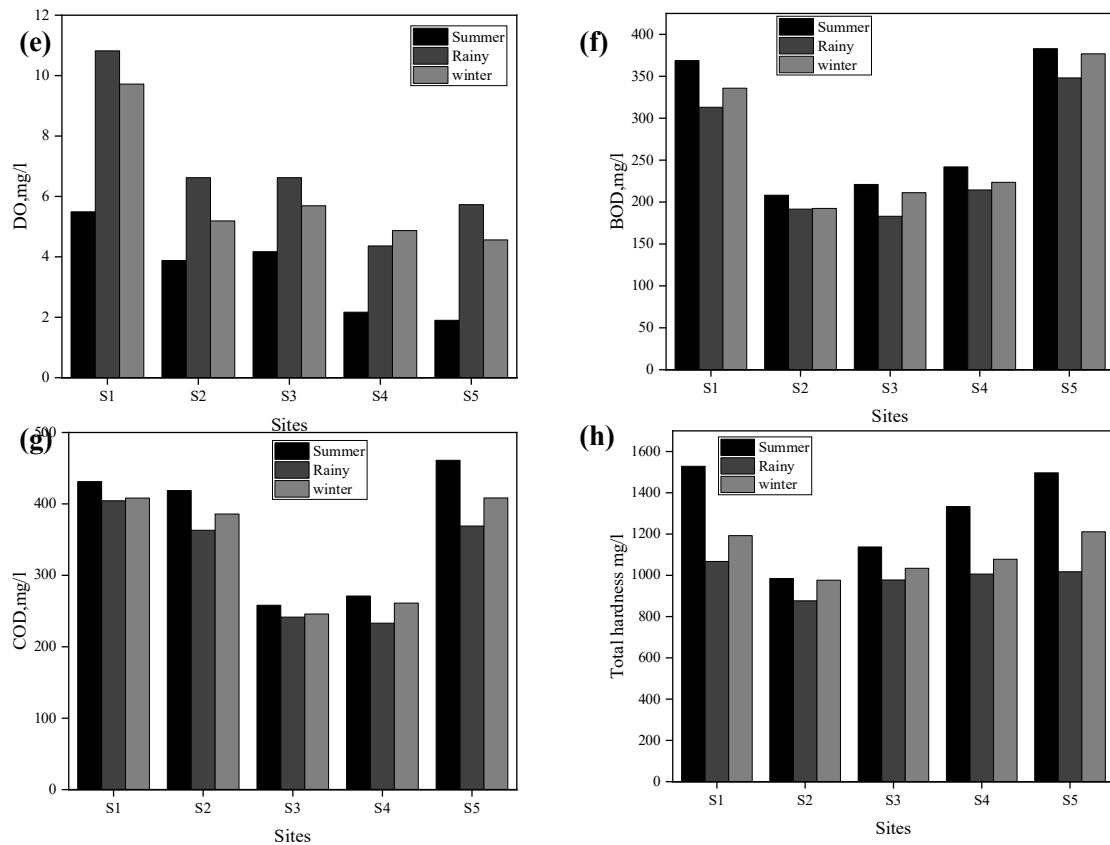 (e)
12
10
8
6
4
2
0
DO,mg/l
Summer
Rainy
winter
S1 S2 S3 S4 S5
Sites
(f)
400
350
300
250
200
150
100
50
0
BOD,mg/l
Summer
Rainy
winter
S1 S2 S3 S4 S5
Sites
(g)
500
400
300
200
100
0
COD,mg/l
Summer
Rainy
winter
S1 S2 S3 S4 S5
Sites
(h)
1600
1400
1200
1000
800
600
400
200
0
Total hardness mg/l
Summer
Rainy
winter
S1 S2 S3 S4 S5
Sites